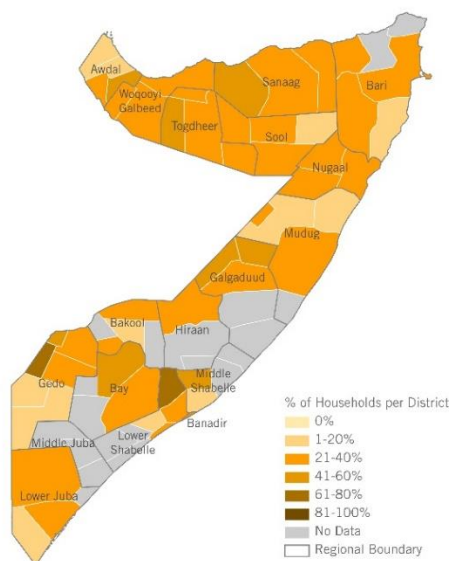 Awdal
Woqooyi
Galbeed
Togdheer
Sanaag
Sool
Bari
Nugaal
Mudug
Galgaduud
Hiraan
Bakool
Gedo
Bay
Middle
Shabelle
Banadir
Lower
Shabelle
Middle Juba
Lower Juba
% of Households per District
0%
1-20%
21-40%
41-60%
61-80%
81-100%
No Data
Regional Boundary